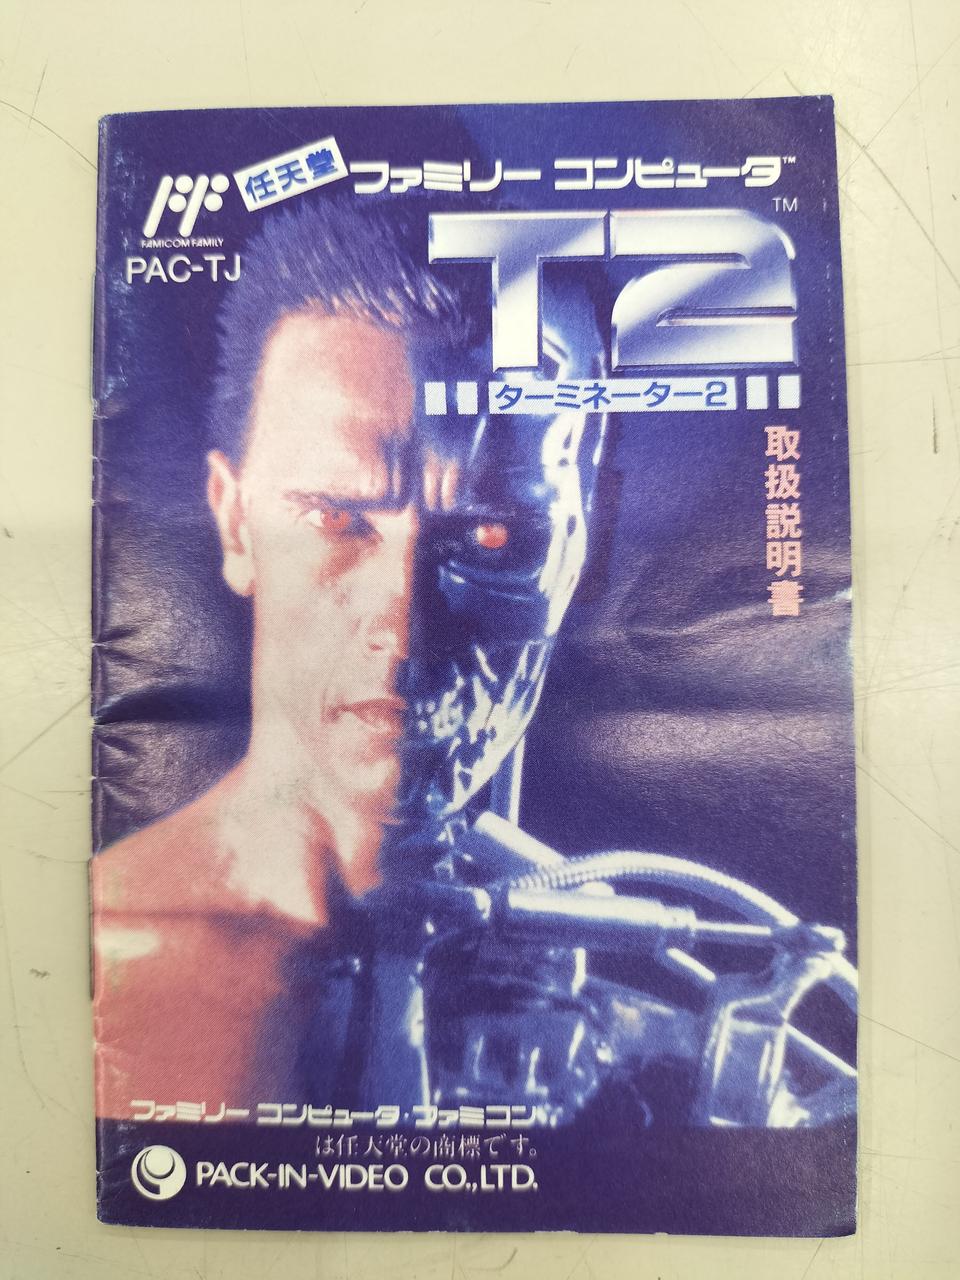 任天堂 ファミリー コンピュータ™
FAMICOM FAMILY
PAC-TJ
T2 TM
ターミネーター2
取扱説明書
ファミリー コンピュータ・ファミコン
は任天堂の商標です。
PACK-IN-VIDEO CO.,LTD.